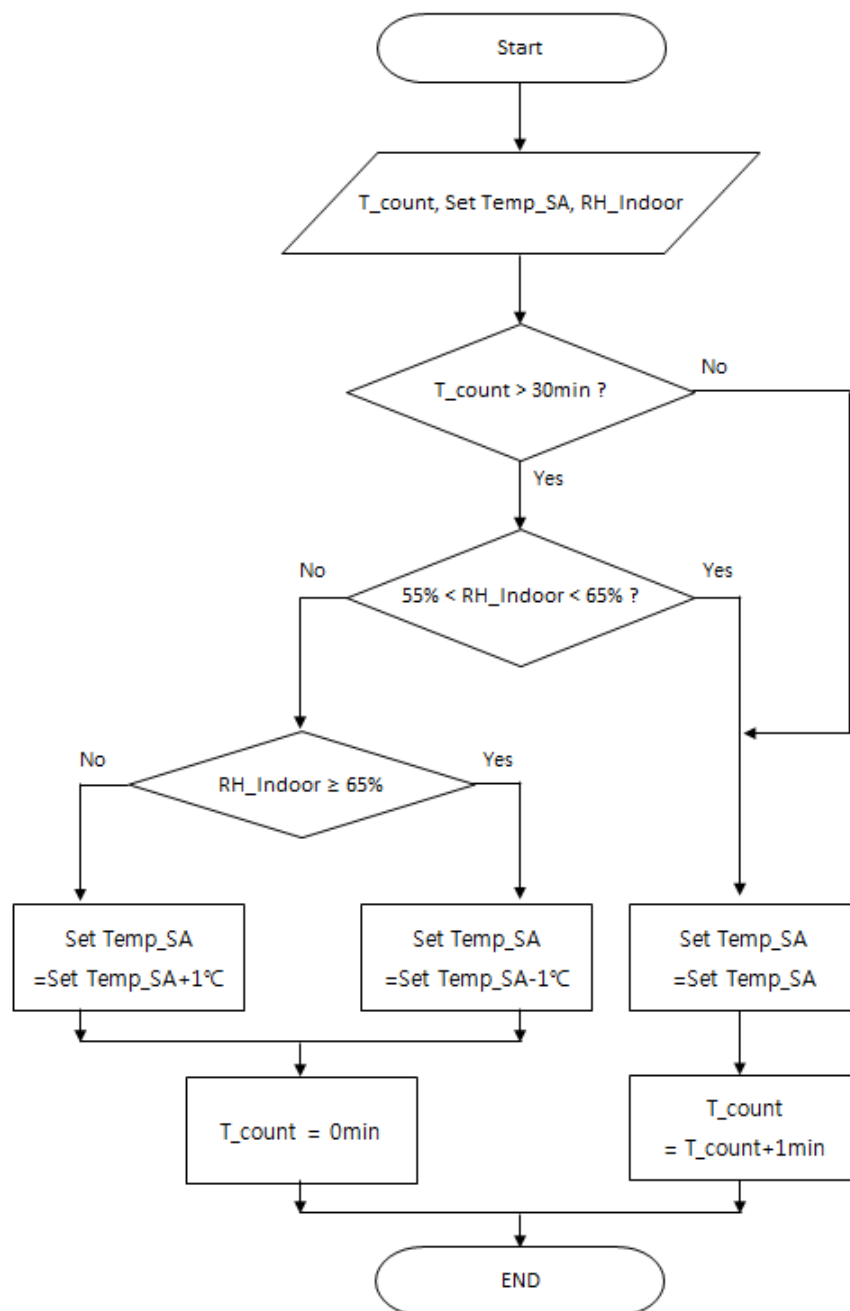 Start
T_count, Set Temp_SA, RH_Indoor
T_count > 30min ?
No
Yes
55% < RH_Indoor < 65% ?
No
Yes
RH_Indoor ≥ 65%
No
Yes
Set Temp_SA
=Set Temp_SA+1℃
Set Temp_SA
=Set Temp_SA-1℃
Set Temp_SA
=Set Temp_SA
T_count = 0min
T_count
= T_count+1min
END